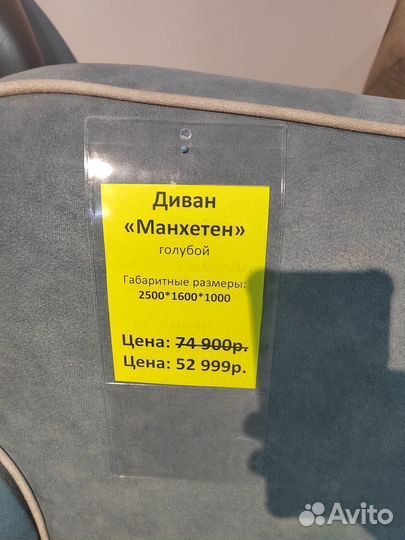 Диван
«Манхетен»
голубой
Габаритные размеры:
2500*1600*1000
Цена: 74 900р.
Цена: 52 999р.
Avito